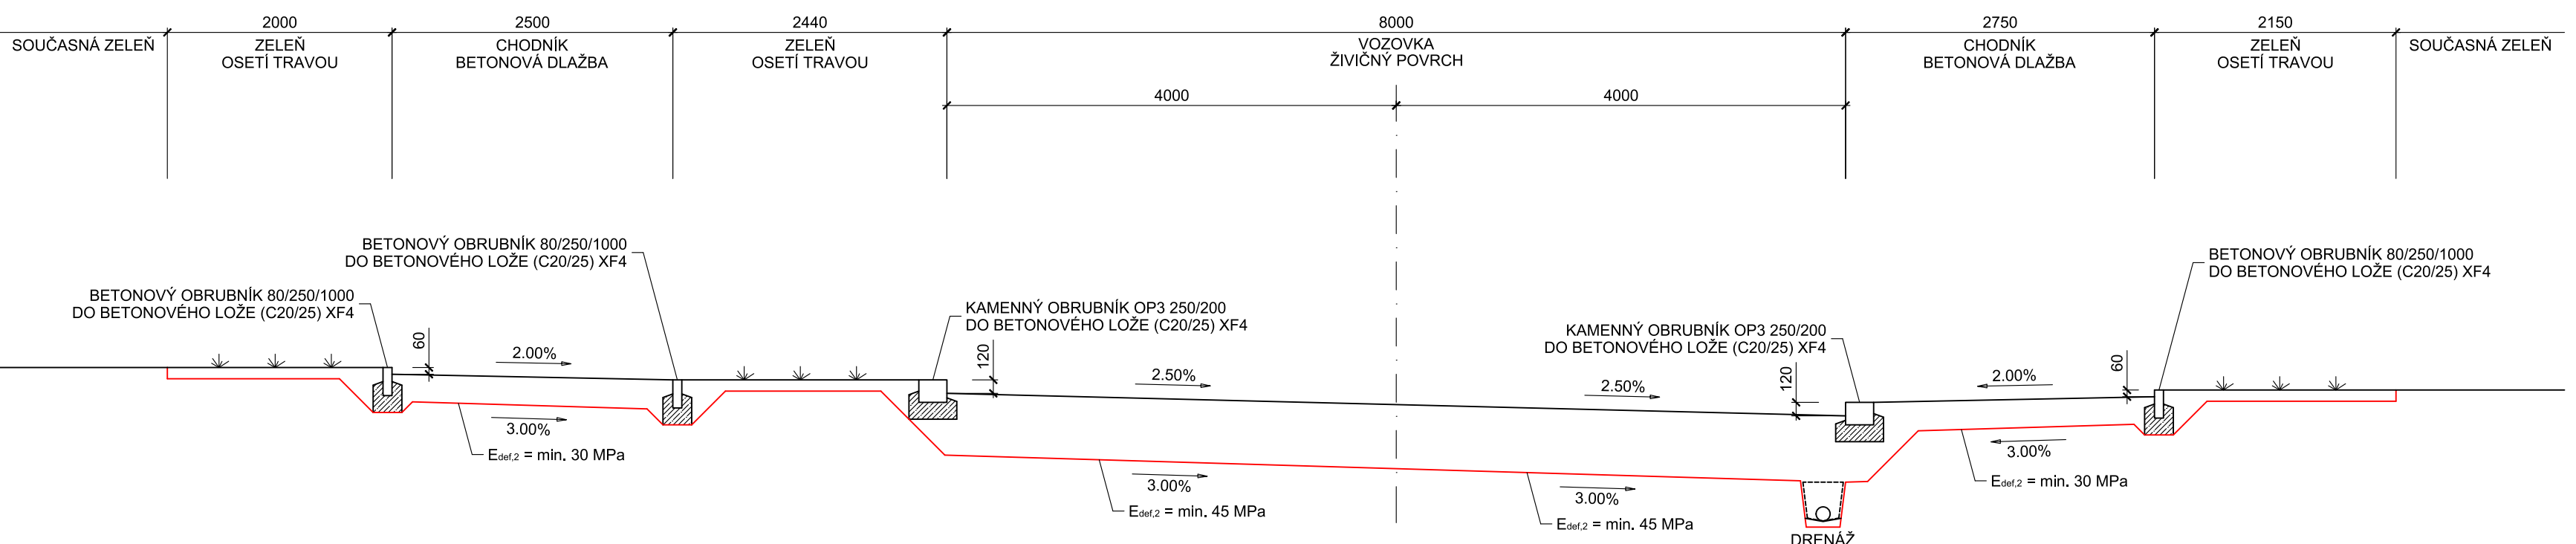 2000
2500
2440
8000
2750
2150
SOUČASNÁ ZELEŇ
ZELEŇ
OSETÍ TRAVOU
CHODNÍK
BETONOVÁ DLAŽBA
ZELEŇ
OSETÍ TRAVOU
VOZOVKA
ŽIVIČNÝ POVRCH
CHODNÍK
BETONOVÁ DLAŽBA
ZELEŇ
OSETÍ TRAVOU
SOUČASNÁ ZELEŇ
4000
4000
BETONOVÝ OBRUBNÍK 80/250/1000
DO BETONOVÉHO LOŽE (C20/25) XF4
BETONOVÝ OBRUBNÍK 80/250/1000
DO BETONOVÉHO LOŽE (C20/25) XF4
BETONOVÝ OBRUBNÍK 80/250/1000
DO BETONOVÉHO LOŽE (C20/25) XF4
KAMENNÝ OBRUBNÍK OP3 250/200
DO BETONOVÉHO LOŽE (C20/25) XF4
KAMENNÝ OBRUBNÍK OP3 250/200
DO BETONOVÉHO LOŽE (C20/25) XF4
60
2.00%
120
2.50%
2.50%
120
2.00%
60
3.00%
Edef,2 = min. 30 MPa
3.00%
Edef,2 = min. 45 MPa
3.00%
Edef,2 = min. 45 MPa
3.00%
Edef,2 = min. 30 MPa
DRENÁŽ